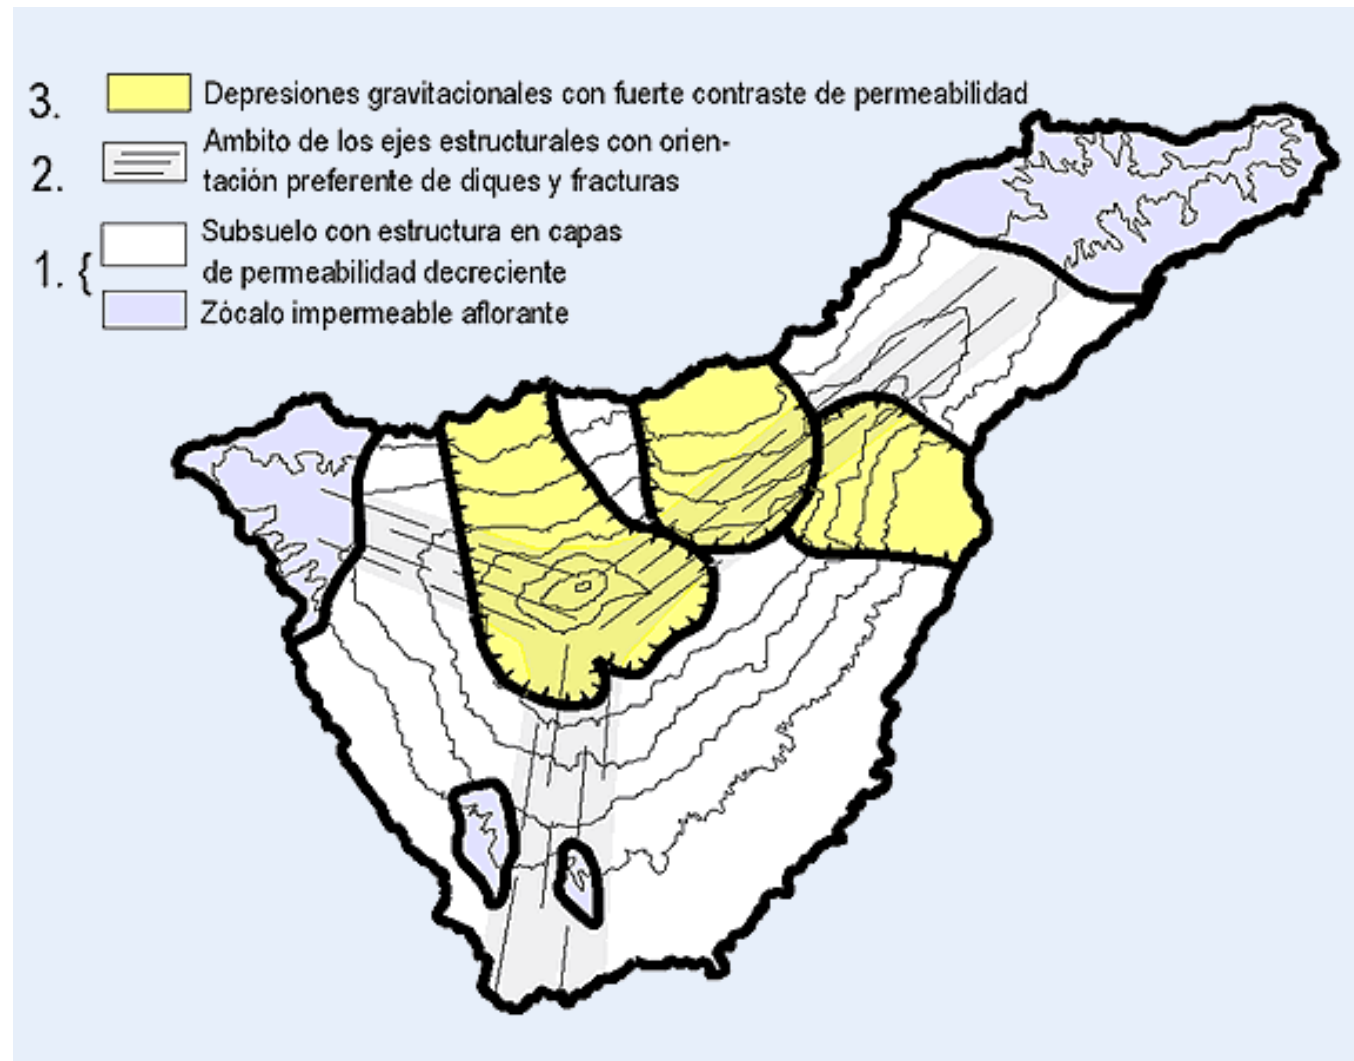 3. Depresiones gravitacionales con fuerte contraste de permeabilidad
2. Ambito de los ejes estructurales con orien-
tación preferente de diques y fracturas
1. { Subsuelo con estructura en capas
de permeabilidad decreciente
Zócalo impermeable aflorante